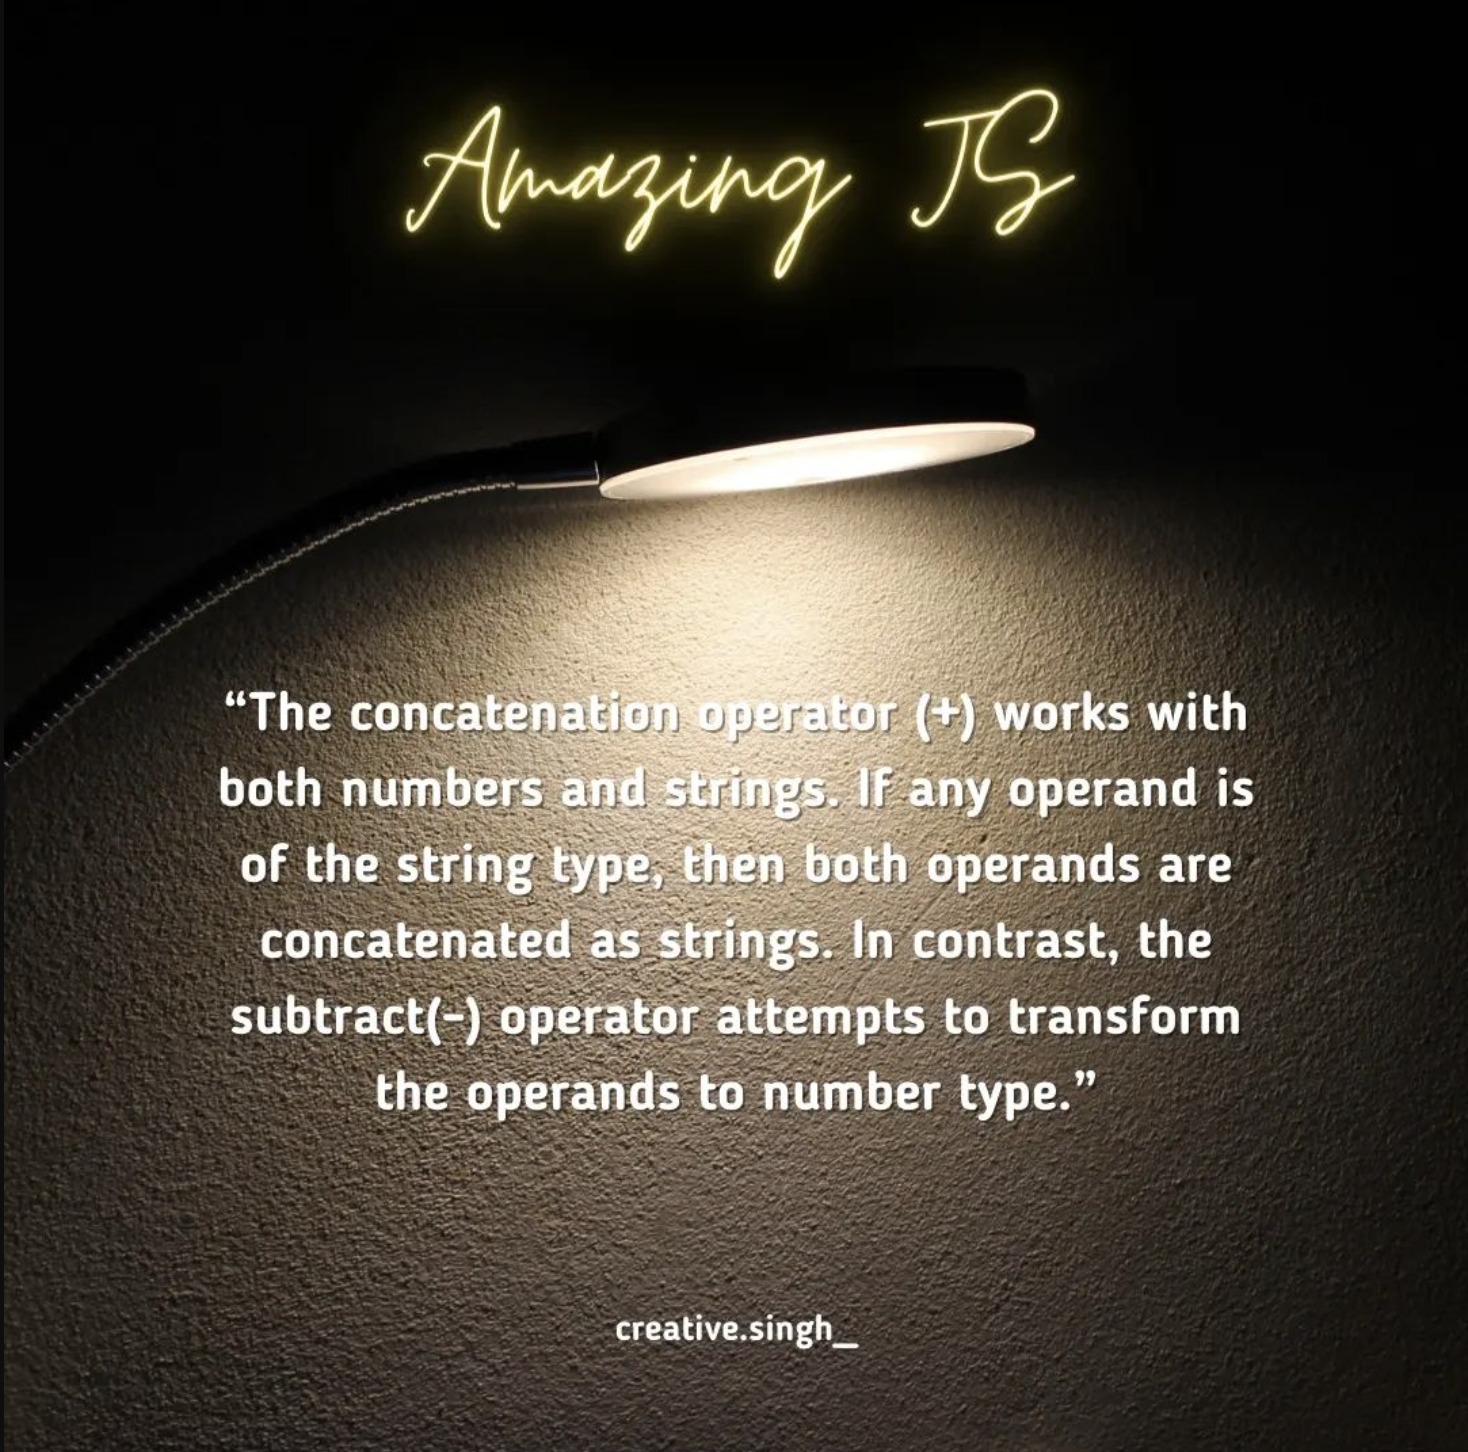 Amazing JS
“The concatenation operator (+) works with
both numbers and strings. If any operand is
of the string type, then both operands are
concatenated as strings. In contrast, the
subtract(-) operator attempts to transform
the operands to number type.”
creative.singh_